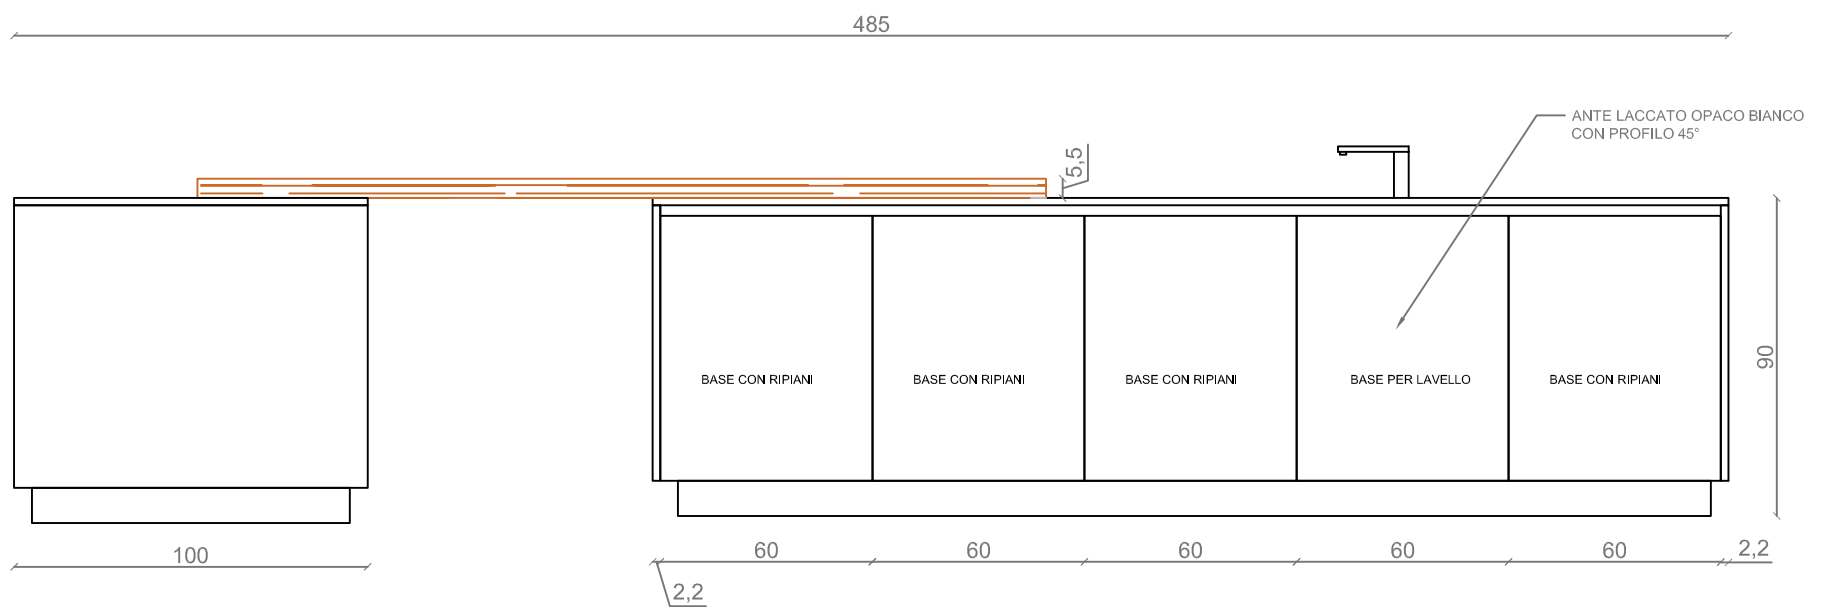 485
ANTE LACCATO OPACO BIANCO
CON PROFILO 45°
5,5
90
BASE CON RIPIANI
BASE CON RIPIANI
BASE CON RIPIANI
BASE PER LAVELLO
BASE CON RIPIANI
100
60
60
60
60
60
2,2
2,2